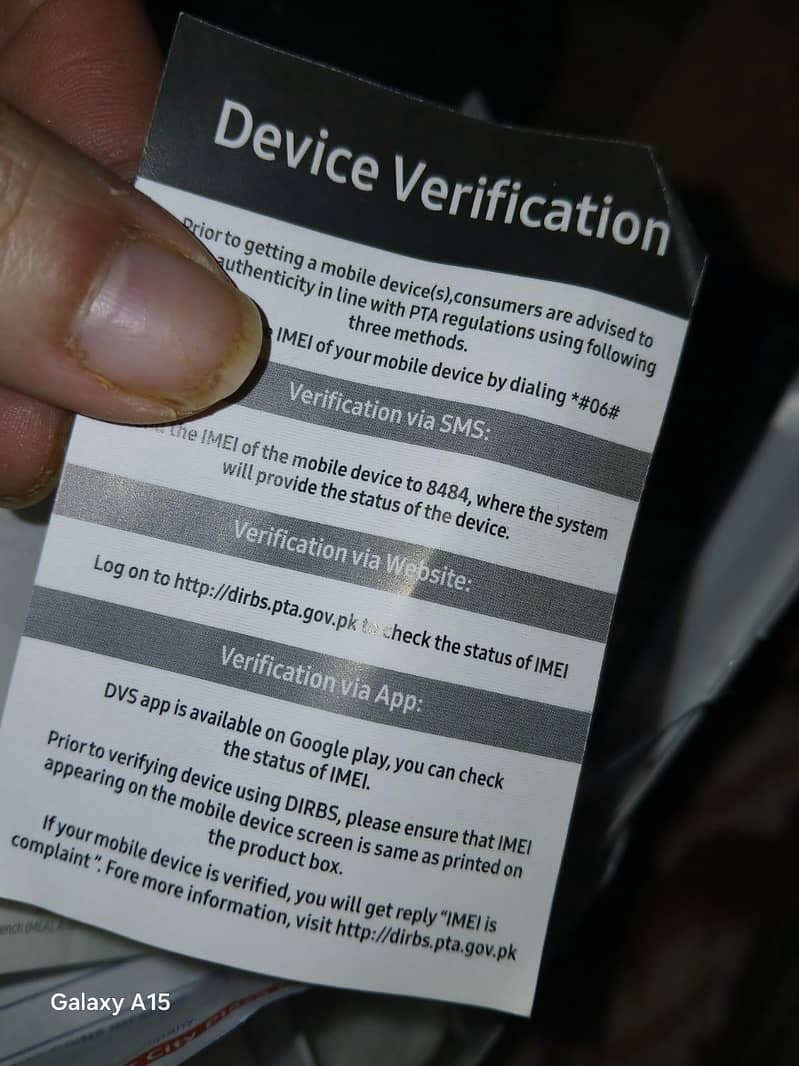 Device Verification
Prior to getting a mobile device(s),consumers are advised to
authenticity in line with PTA regulations using following
three methods.
IMEI of your mobile device by dialing *#06#
Verification via SMS:
the IMEI of the mobile device to 8484, where the system
will provide the status of the device.
Verification via Website:
Log on to http://dirbs.pta.gov.pk to check the status of IMEI
Verification via App:
DVS app is available on Google play, you can check
the status of IMEI.
Prior to verifying device using DIRBS, please ensure that IMEI
appearing on the mobile device screen is same as printed on
the product box.
If your mobile device is verified, you will get reply “IMEI is
complaint”. Fore more information, visit http://dirbs.pta.gov.pk
Galaxy A15